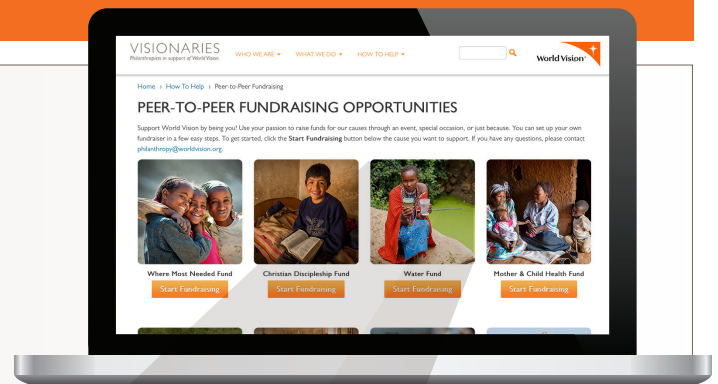 VISIONARIES
Philanthropists in support of World Vision
WHO WE ARE
WHAT WE DO
HOW TO HELP
World Vision®
Home › How To Help › Peer-to-Peer Fundraising
PEER-TO-PEER FUNDRAISING OPPORTUNITIES
Support World Vision by being you! Use your passion to raise funds for our causes through an event, special occasion, or just because. You can set up your own
fundraiser in a few easy steps. To get started, click the Start Fundraising button below the cause you want to support. If you have any questions, please contact
philanthropy@worldvision.org.
Where Most Needed Fund
Christian Discipleship Fund
Water Fund
Mother & Child Health Fund
Start Fundraising
Start Fundraising
Start Fundraising
Start Fundraising